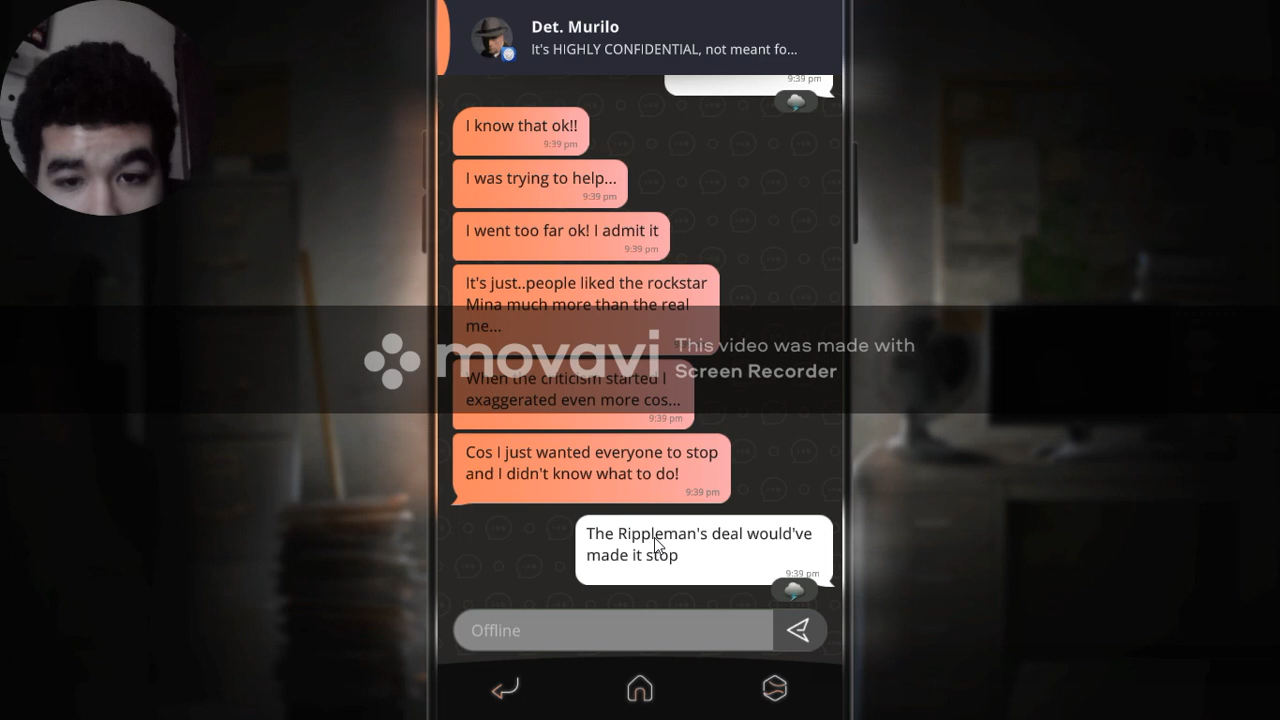 Det. Murilo
It's HIGHLY CONFIDENTIAL, not meant fo...
9:39 pm
I know that ok!!
9:39 pm
I was trying to help...
9:39 pm
I went too far ok! I admit it
9:39 pm
It's just..people liked the rockstar
Mina much more than the real
me...
movavi
This video was made with
Screen Recorder
When the criticism started I
exaggerated even more cos...
9:39 pm
Cos I just wanted everyone to stop
and I didn't know what to do!
9:39 pm
The Rippleman's deal would've
made it stop
9:39 pm
Offline